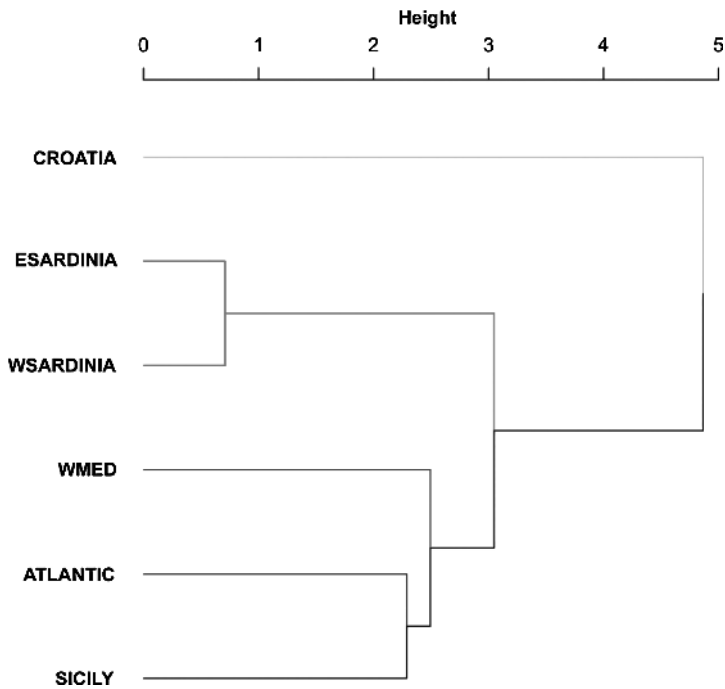 Height
0 1 2 3 4 5
CROATIA
ESARDINIA
WSARDINIA
WMED
ATLANTIC
SICILY